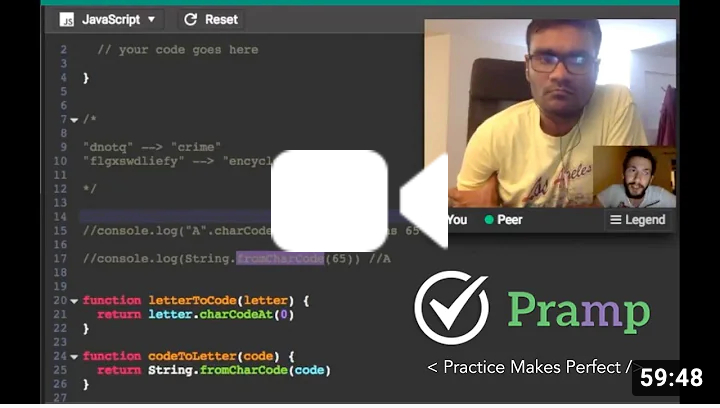 JS JavaScript ▼ Reset
2 // your code goes here
3
4 }
5
6
7 /*
8
9 "dnotq" --> "crime"
10 "flgxswdliefy" --> "encycl
11
12 */
13
14
15 //console.log("A".charCode ns 65
16
17 //console.log(String.fromCharCode(65)) //A
18
19
20 function letterToCode(letter) {
21 return letter.charCodeAt(0)
22 }
23
24 function codeToLetter(code) {
25 return String.fromCharCode(code)
26 }
27
Los Angeles
You Peer Legend
Pramp
< Practice Makes Perfect />
59:48